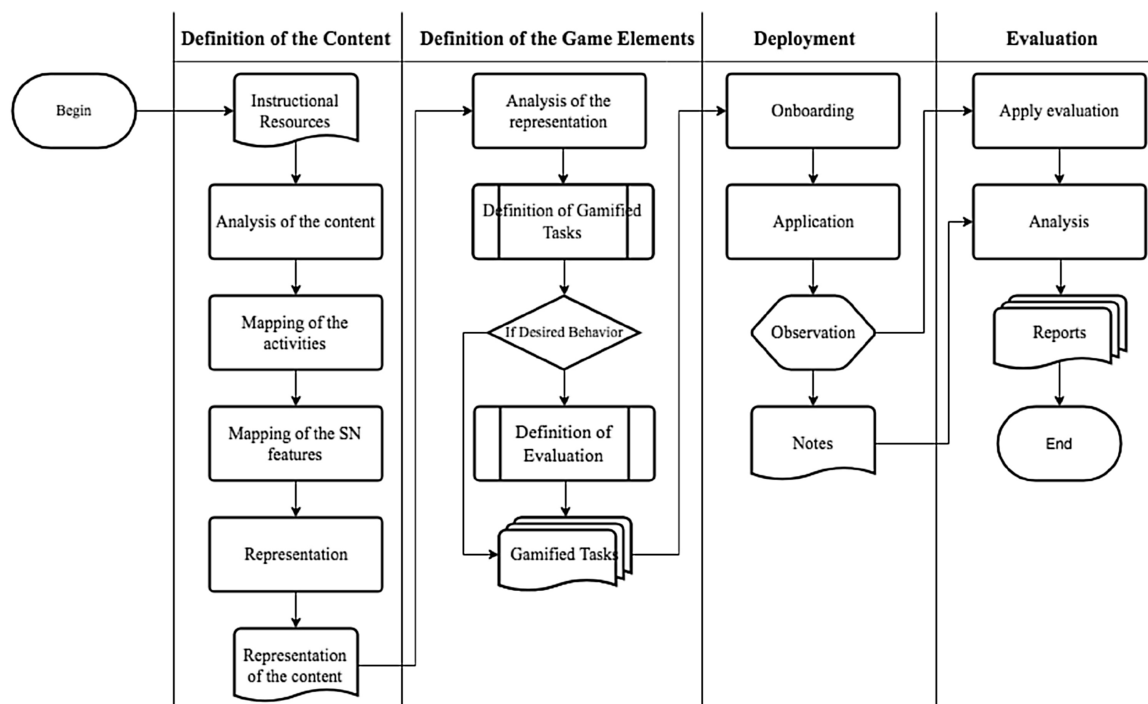 Definition of the Content
Definition of the Game Elements
Deployment
Evaluation
Begin
Instructional
Resources
Analysis of the content
Mapping of the
activities
Mapping of the SN
features
Representation
Representation
of the content
Analysis of the
representation
Definition of Gamified
Tasks
If Desired Behavior
Definition of
Evaluation
Gamified Tasks
Onboarding
Application
Observation
Notes
Apply evaluation
Analysis
Reports
End